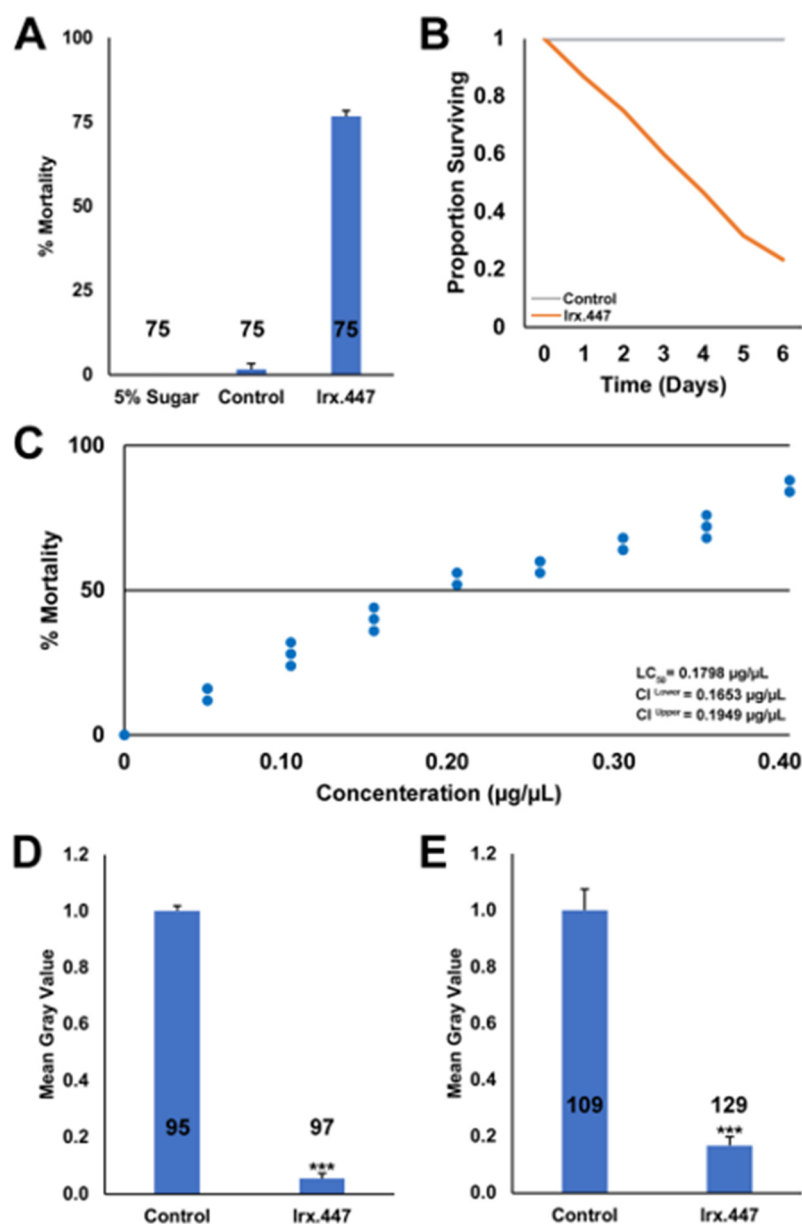 A
100
75
50
25
0
% Mortality
75
75
75
5% Sugar
Control
Irx.447
B
1
0.8
0.6
0.4
0.2
0
Proportion Surviving
Control
Irx.447
0 1 2 3 4 5 6
Time (Days)
C
100
50
0
% Mortality
LC50= 0.1798 µg/µL
CI Lower = 0.1653 µg/µL
CI Upper = 0.1949 µg/µL
0 0.10 0.20 0.30 0.40
Concenteration (µg/µL)
D
1.2
1.0
0.8
0.6
0.4
0.2
0.0
Mean Gray Value
95
97
***
Control
Irx.447
E
1.2
1.0
0.8
0.6
0.4
0.2
0.0
Mean Gray Value
109
129
***
Control
Irx.447